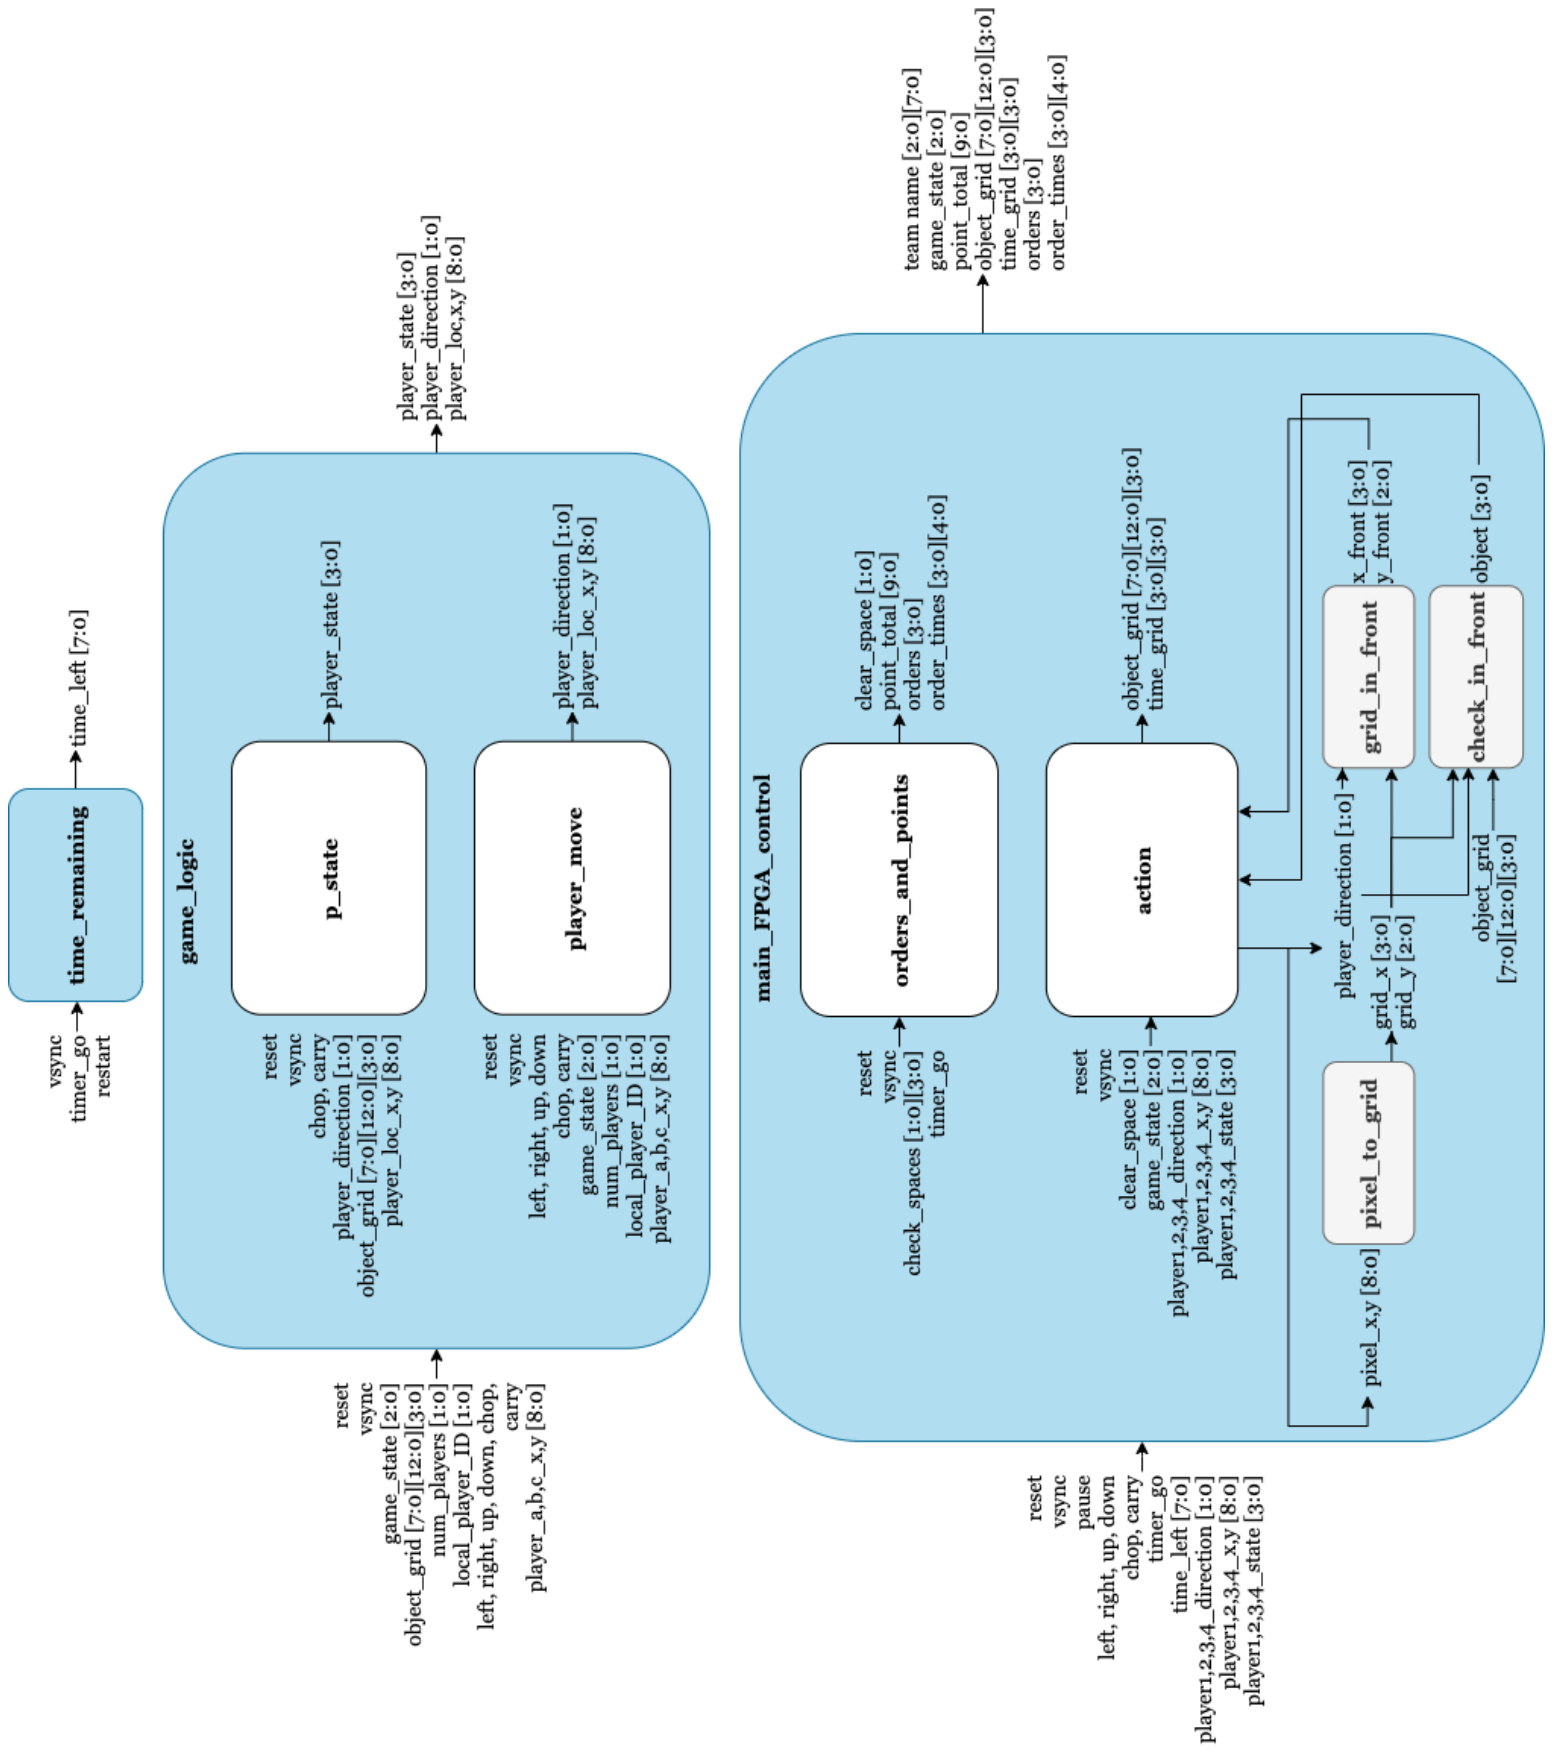 vsync
timer_go
restart
time_remaining
time_left [7:0]
game_logic
reset
vsync
game_state [2:0]
object_grid [7:0][12:0][3:0]
num_players [1:0]
local_player_ID [1:0]
left, right, up, down, chop,
carry
player_a,b,c_x,y [8:0]
reset
vsync
chop, carry
player_direction [1:0]
object_grid [7:0][12:0][3:0]
player_loc_x,y [8:0]
p_state
player_state [3:0]
reset
vsync
left, right, up, down
chop, carry
game_state [2:0]
num_players [1:0]
local_player_ID [1:0]
player_a,b,c_x,y [8:0]
player_move
player_direction [1:0]
player_loc_x,y [8:0]
player_state [3:0]
player_direction [1:0]
player_loc,x,y [8:0]
main_FPGA_control
reset
vsync
pause
left, right, up, down
chop, carry
timer_go
time_left [7:0]
player1,2,3,4_direction [1:0]
player1,2,3,4_x,y [8:0]
player1,2,3,4_state [3:0]
reset
vsync
check_spaces [1:0][3:0]
timer_go
orders_and_points
clear_space [1:0]
point_total [9:0]
orders [3:0]
order_times [3:0][4:0]
reset
vsync
clear_space [1:0]
game_state [2:0]
player1,2,3,4_direction [1:0]
player1,2,3,4_x,y [8:0]
player1,2,3,4_state [3:0]
action
object_grid [7:0][12:0][3:0]
time_grid [3:0][3:0]
pixel_x,y [8:0]
pixel_to_grid
player_direction [1:0]
grid_x [3:0]
grid_y [2:0]
object_grid
[7:0][12:0][3:0]
grid_in_front
x_front [3:0]
y_front [2:0]
check_in_front
object [3:0]
team name [2:0][7:0]
game_state [2:0]
point_total [9:0]
object_grid [7:0][12:0][3:0]
time_grid [3:0][3:0]
orders [3:0]
order_times [3:0][4:0]